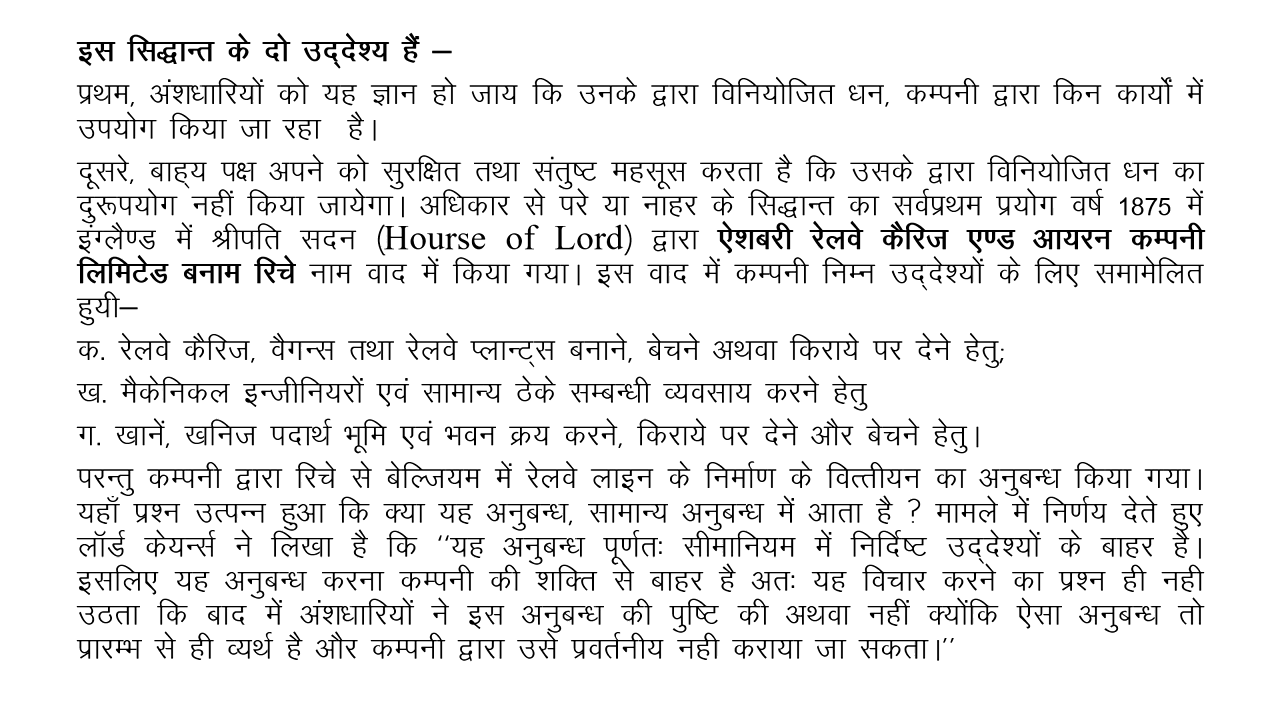 इस सिद्धान्त के दो उद्देश्य हैं –
प्रथम, अंशधारियों को यह ज्ञान हो जाय कि उनके द्वारा विनियोजित धन, कम्पनी द्वारा किन कार्यों में
उपयोग किया जा रहा है।
दूसरे, बाह्य पक्ष अपने को सुरक्षित तथा संतुष्ट महसूस करता है कि उसके द्वारा विनियोजित धन का
दुरूपयोग नहीं किया जायेगा। अधिकार से परे या नाहर के सिद्धान्त का सर्वप्रथम प्रयोग वर्ष 1875 में
इंग्लैण्ड में श्रीपति सदन (Hourse of Lord) द्वारा ऐशबरी रेलवे कैरिज एण्ड आयरन कम्पनी
लिमिटेड बनाम रिचे नाम वाद में किया गया। इस वाद में कम्पनी निम्न उद्देश्यों के लिए समामेलित
हुयी–
क. रेलवे कैरिज, वैगन्स तथा रेलवे प्लान्ट्स बनाने, बेचने अथवा किराये पर देने हेतु;
ख. मैकेनिकल इन्जीनियरों एवं सामान्य ठेके सम्बन्धी व्यवसाय करने हेतु
ग. खानें, खनिज पदार्थ भूमि एवं भवन क्रय करने, किराये पर देने और बेचने हेतु।
परन्तु कम्पनी द्वारा रिचे से बेल्जियम में रेलवे लाइन के निर्माण के वित्तीयन का अनुबन्ध किया गया।
यहाँ प्रश्न उत्पन्न हुआ कि क्या यह अनुबन्ध, सामान्य अनुबन्ध में आता है ? मामले में निर्णय देते हुए
लॉर्ड केयर्न्स ने लिखा है कि ‘‘यह अनुबन्ध पूर्णतः सीमानियम में निर्दिष्ट उद्देश्यों के बाहर है।
इसलिए यह अनुबन्ध करना कम्पनी की शक्ति से बाहर है अतः यह विचार करने का प्रश्न ही नही
उठता कि बाद में अंशधारियों ने इस अनुबन्ध की पुष्टि की अथवा नहीं क्योंकि ऐसा अनुबन्ध तो
प्रारम्भ से ही व्यर्थ है और कम्पनी द्वारा उसे प्रवर्तनीय नही कराया जा सकता।’’